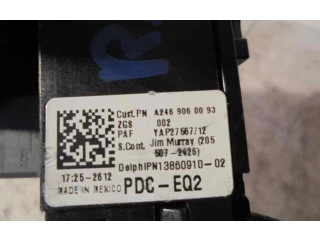 Cust.PN A246 906 00 93
ZGS 002
PAF YAP27567/12
S.Cont. Jim Murray (205
507-2426)
DelphiPN13860910-02
17:25-2612
MADE IN MEXICO
PDC-EQ2